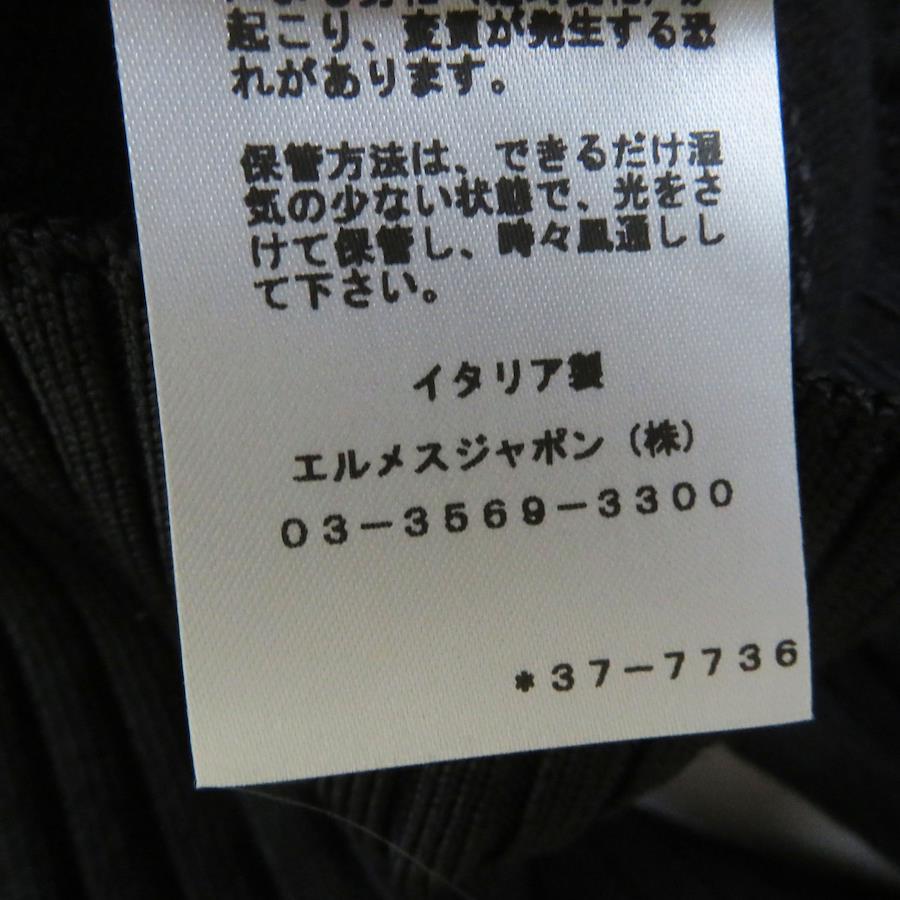 起こり、変質が発生する恐
れがあります。
保管方法は、できるだけ湿
気の少ない状態で、光をさ
けて保管し、時々風通しし
て下さい。
イタリア製
エルメスジャポン（株）
03－3569－3300
*37－7736